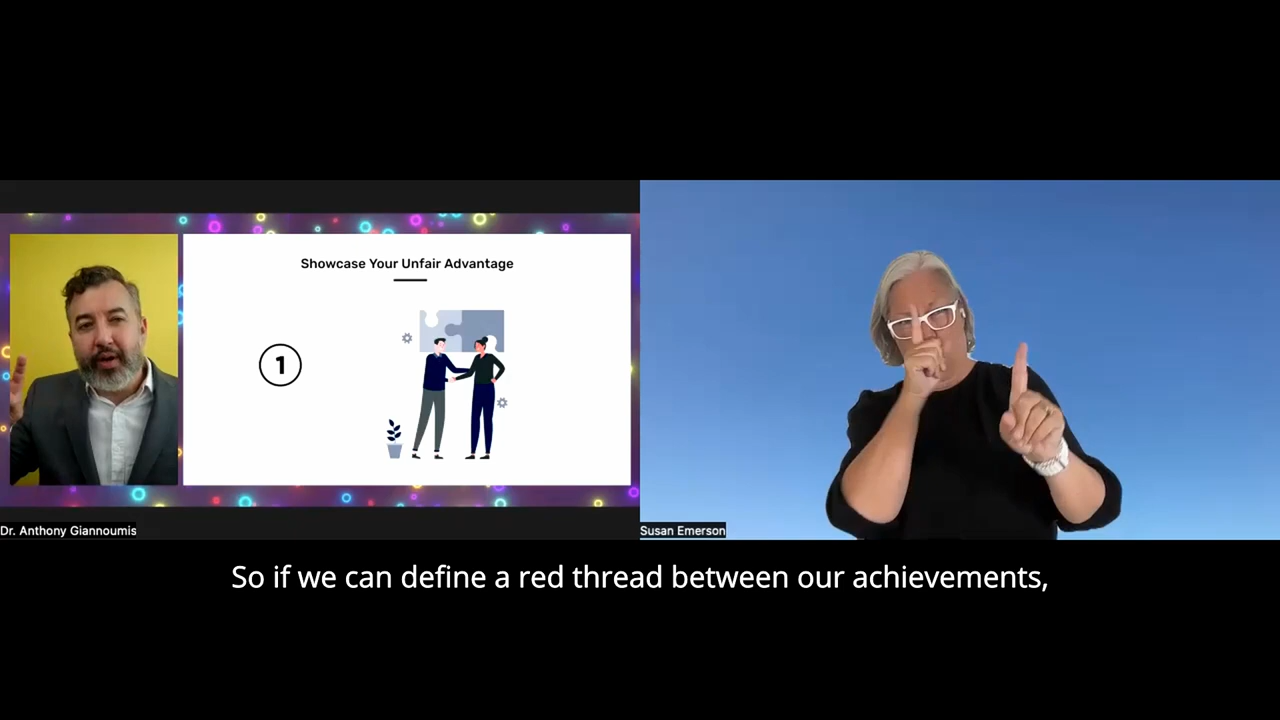 Showcase Your Unfair Advantage
1
Dr. Anthony Giannoumis
Susan Emerson
So if we can define a red thread between our achievements,